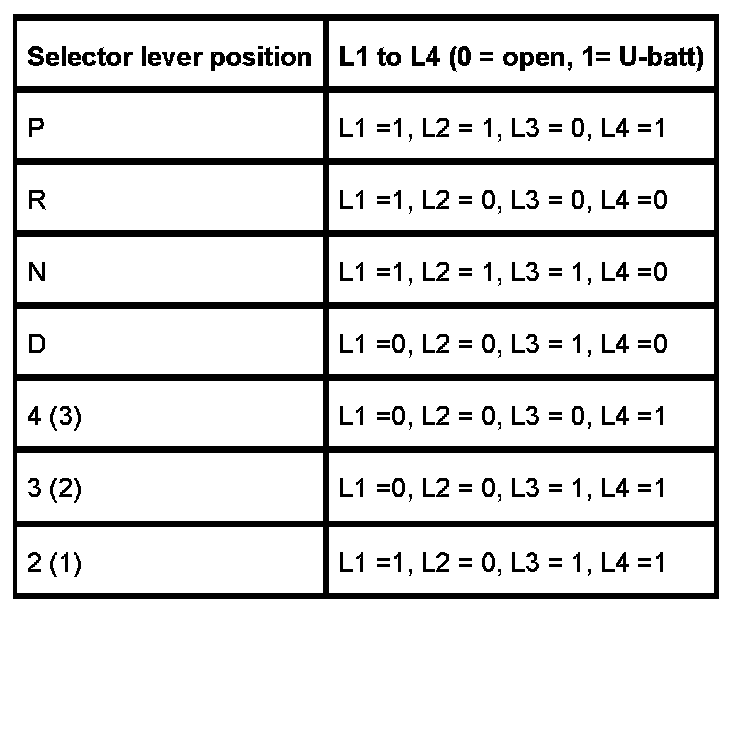 Selector lever position L1 to L4 (0 = open, 1= U-batt)
P L1 =1, L2 = 1, L3 = 0, L4 =1
R L1 =1, L2 = 0, L3 = 0, L4 =0
N L1 =1, L2 = 1, L3 = 1, L4 =0
D L1 =0, L2 = 0, L3 = 1, L4 =0
4 (3) L1 =0, L2 = 0, L3 = 0, L4 =1
3 (2) L1 =0, L2 = 0, L3 = 1, L4 =1
2 (1) L1 =1, L2 = 0, L3 = 1, L4 =1